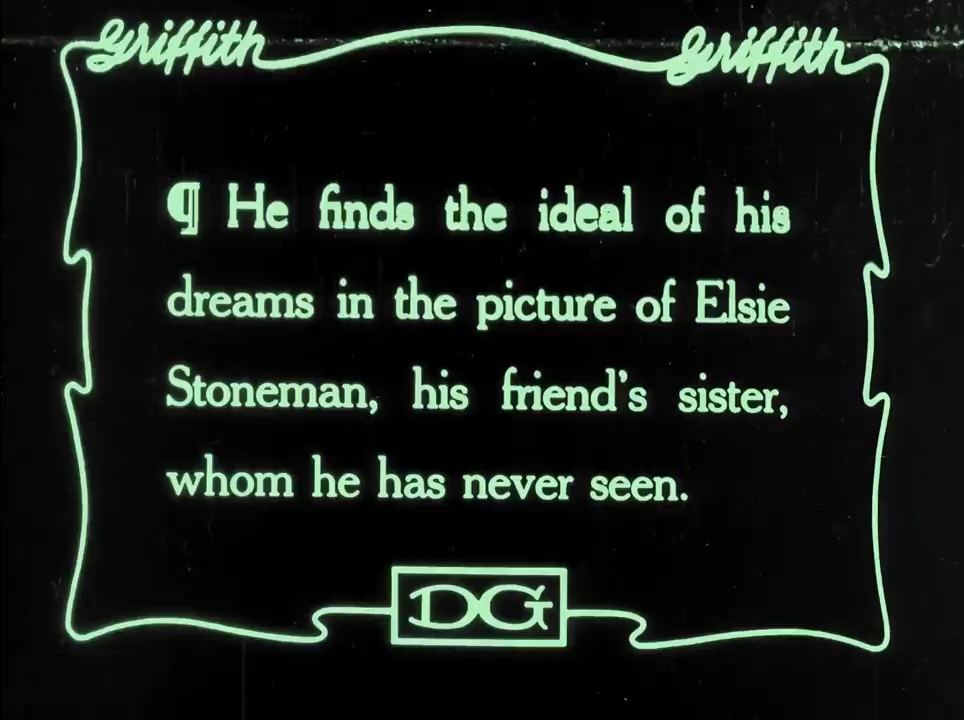 Griffith Griffith
¶ He finds the ideal of his
dreams in the picture of Elsie
Stoneman, his friend's sister,
whom he has never seen.
DG